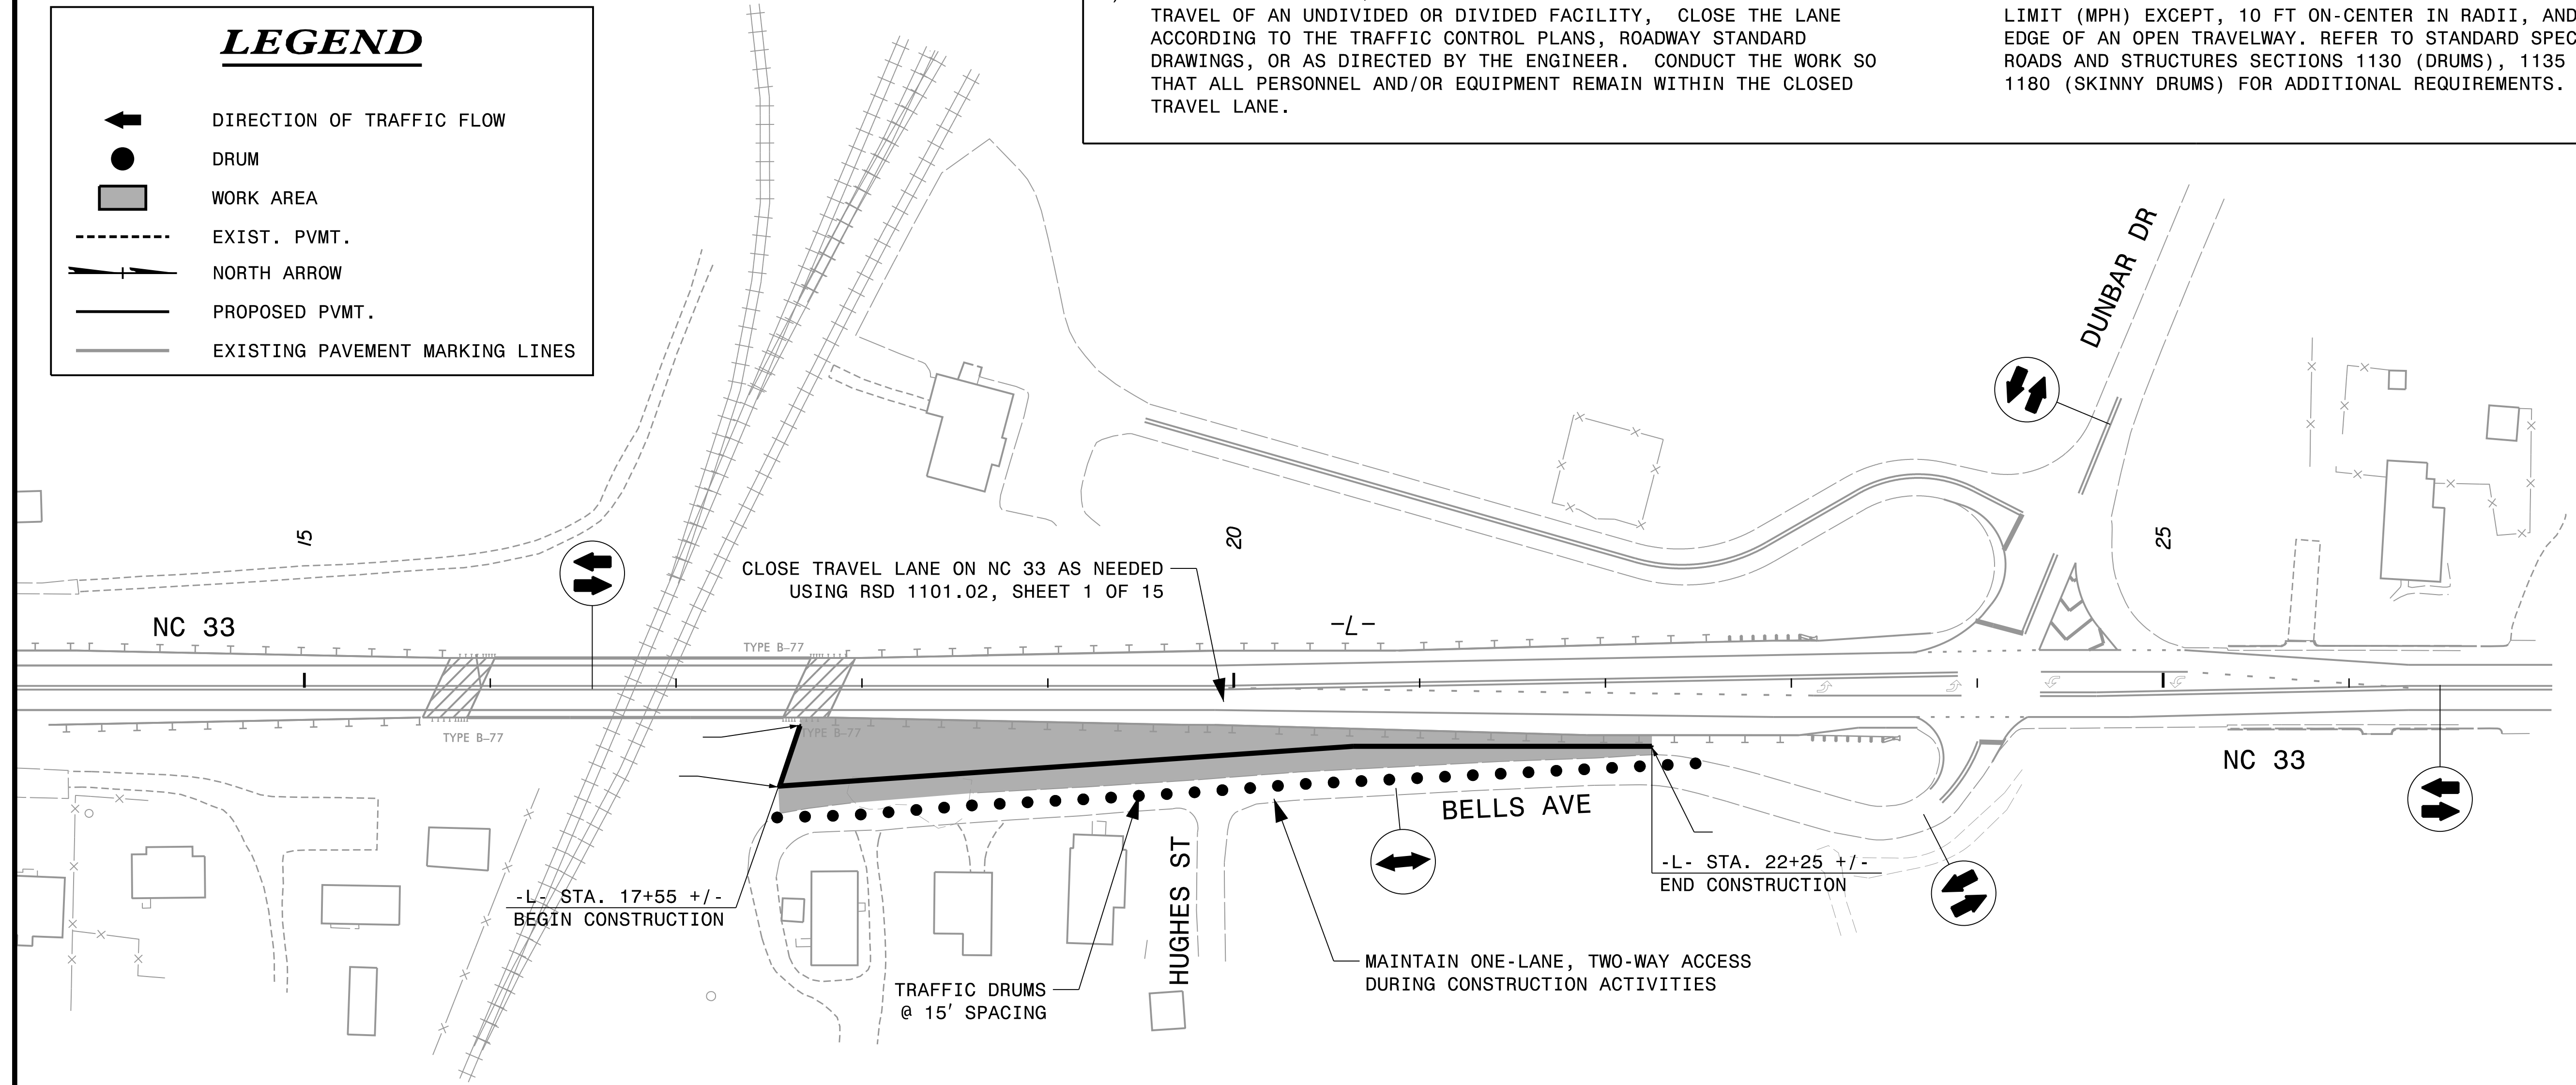 LEGEND
DIRECTION OF TRAFFIC FLOW
DRUM
WORK AREA
EXIST. PVMT.
NORTH ARROW
PROPOSED PVMT.
EXISTING PAVEMENT MARKING LINES
TRAVEL OF AN UNDIVIDED OR DIVIDED FACILITY, CLOSE THE LANE
ACCORDING TO THE TRAFFIC CONTROL PLANS, ROADWAY STANDARD
DRAWINGS, OR AS DIRECTED BY THE ENGINEER. CONDUCT THE WORK SO
THAT ALL PERSONNEL AND/OR EQUIPMENT REMAIN WITHIN THE CLOSED
TRAVEL LANE.
LIMIT (MPH) EXCEPT, 10 FT ON-CENTER IN RADII, AND
EDGE OF AN OPEN TRAVELWAY. REFER TO STANDARD SPEC
ROADS AND STRUCTURES SECTIONS 1130 (DRUMS), 1135
1180 (SKINNY DRUMS) FOR ADDITIONAL REQUIREMENTS.
DUNBAR DR
15
20
25
CLOSE TRAVEL LANE ON NC 33 AS NEEDED
USING RSD 1101.02, SHEET 1 OF 15
NC 33
-L-
TYPE B-77
TYPE B-77
TYPE B-77
NC 33
BELLS AVE
HUGHES ST
-L- STA. 17+55 +/-
BEGIN CONSTRUCTION
-L- STA. 22+25 +/-
END CONSTRUCTION
TRAFFIC DRUMS
@ 15' SPACING
MAINTAIN ONE-LANE, TWO-WAY ACCESS
DURING CONSTRUCTION ACTIVITIES